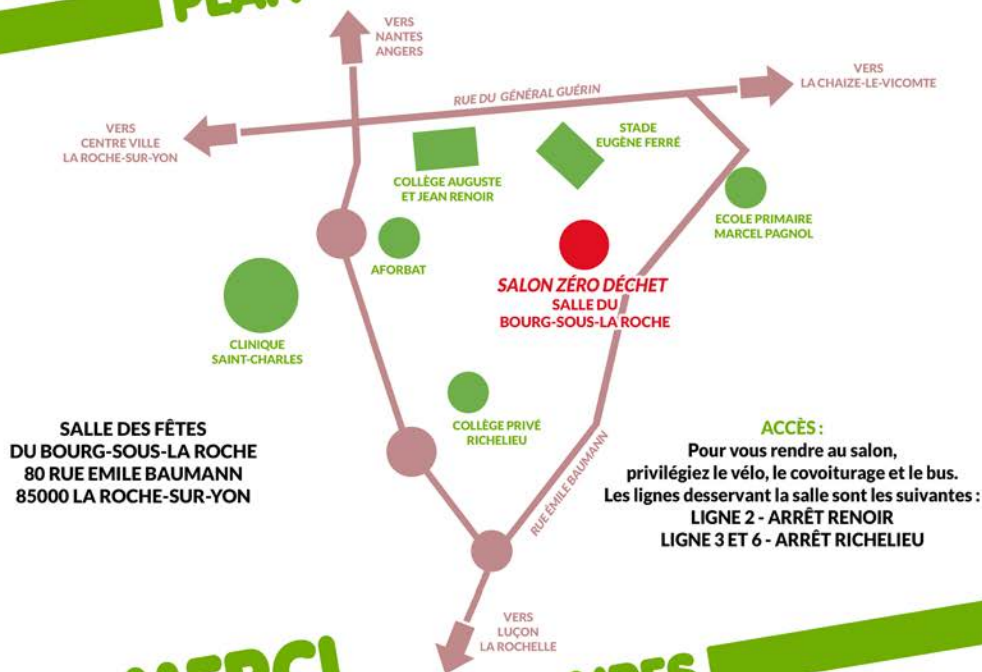 PLAN
VERS
NANTES
ANGERS
VERS
LA CHAIZE-LE-VICOMTE
RUE DU GÉNÉRAL GUÉRIN
VERS
CENTRE VILLE
LA ROCHE-SUR-YON
STADE
EUGÈNE FERRÉ
COLLÈGE AUGUSTE
ET JEAN RENOIR
ECOLE PRIMAIRE
MARCEL PAGNOL
AFORBAT
SALON ZÉRO DÉCHET
SALLE DU
BOURG-SOUS-LA ROCHE
CLINIQUE
SAINT-CHARLES
COLLÈGE PRIVÉ
RICHELIEU
SALLE DES FÊTES
DU BOURG-SOUS-LA ROCHE
80 RUE EMILE BAUMANN
85000 LA ROCHE-SUR-YON
RUE ÉMILE BAUMANN
ACCÈS :
Pour vous rendre au salon,
privilégiez le vélo, le covoiturage et le bus.
Les lignes desservant la salle sont les suivantes :
LIGNE 2 - ARRÊT RENOIR
LIGNE 3 ET 6 - ARRÊT RICHELIEU
VERS
LUÇON
LA ROCHELLE
MERCI